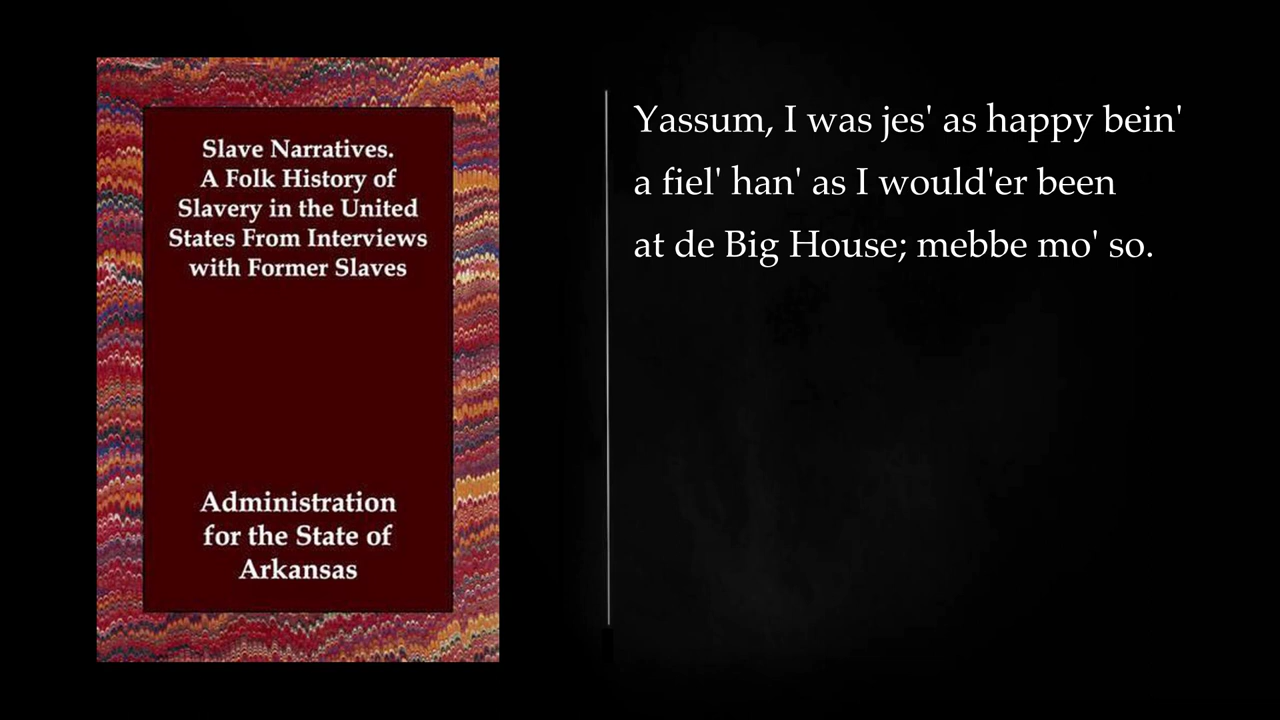 Slave Narratives.
A Folk History of
Slavery in the United
States From Interviews
with Former Slaves
Administration
for the State of
Arkansas
Yassum, I was jes' as happy bein'
a fiel' han' as I would'er been
at de Big House; mebbe mo' so.